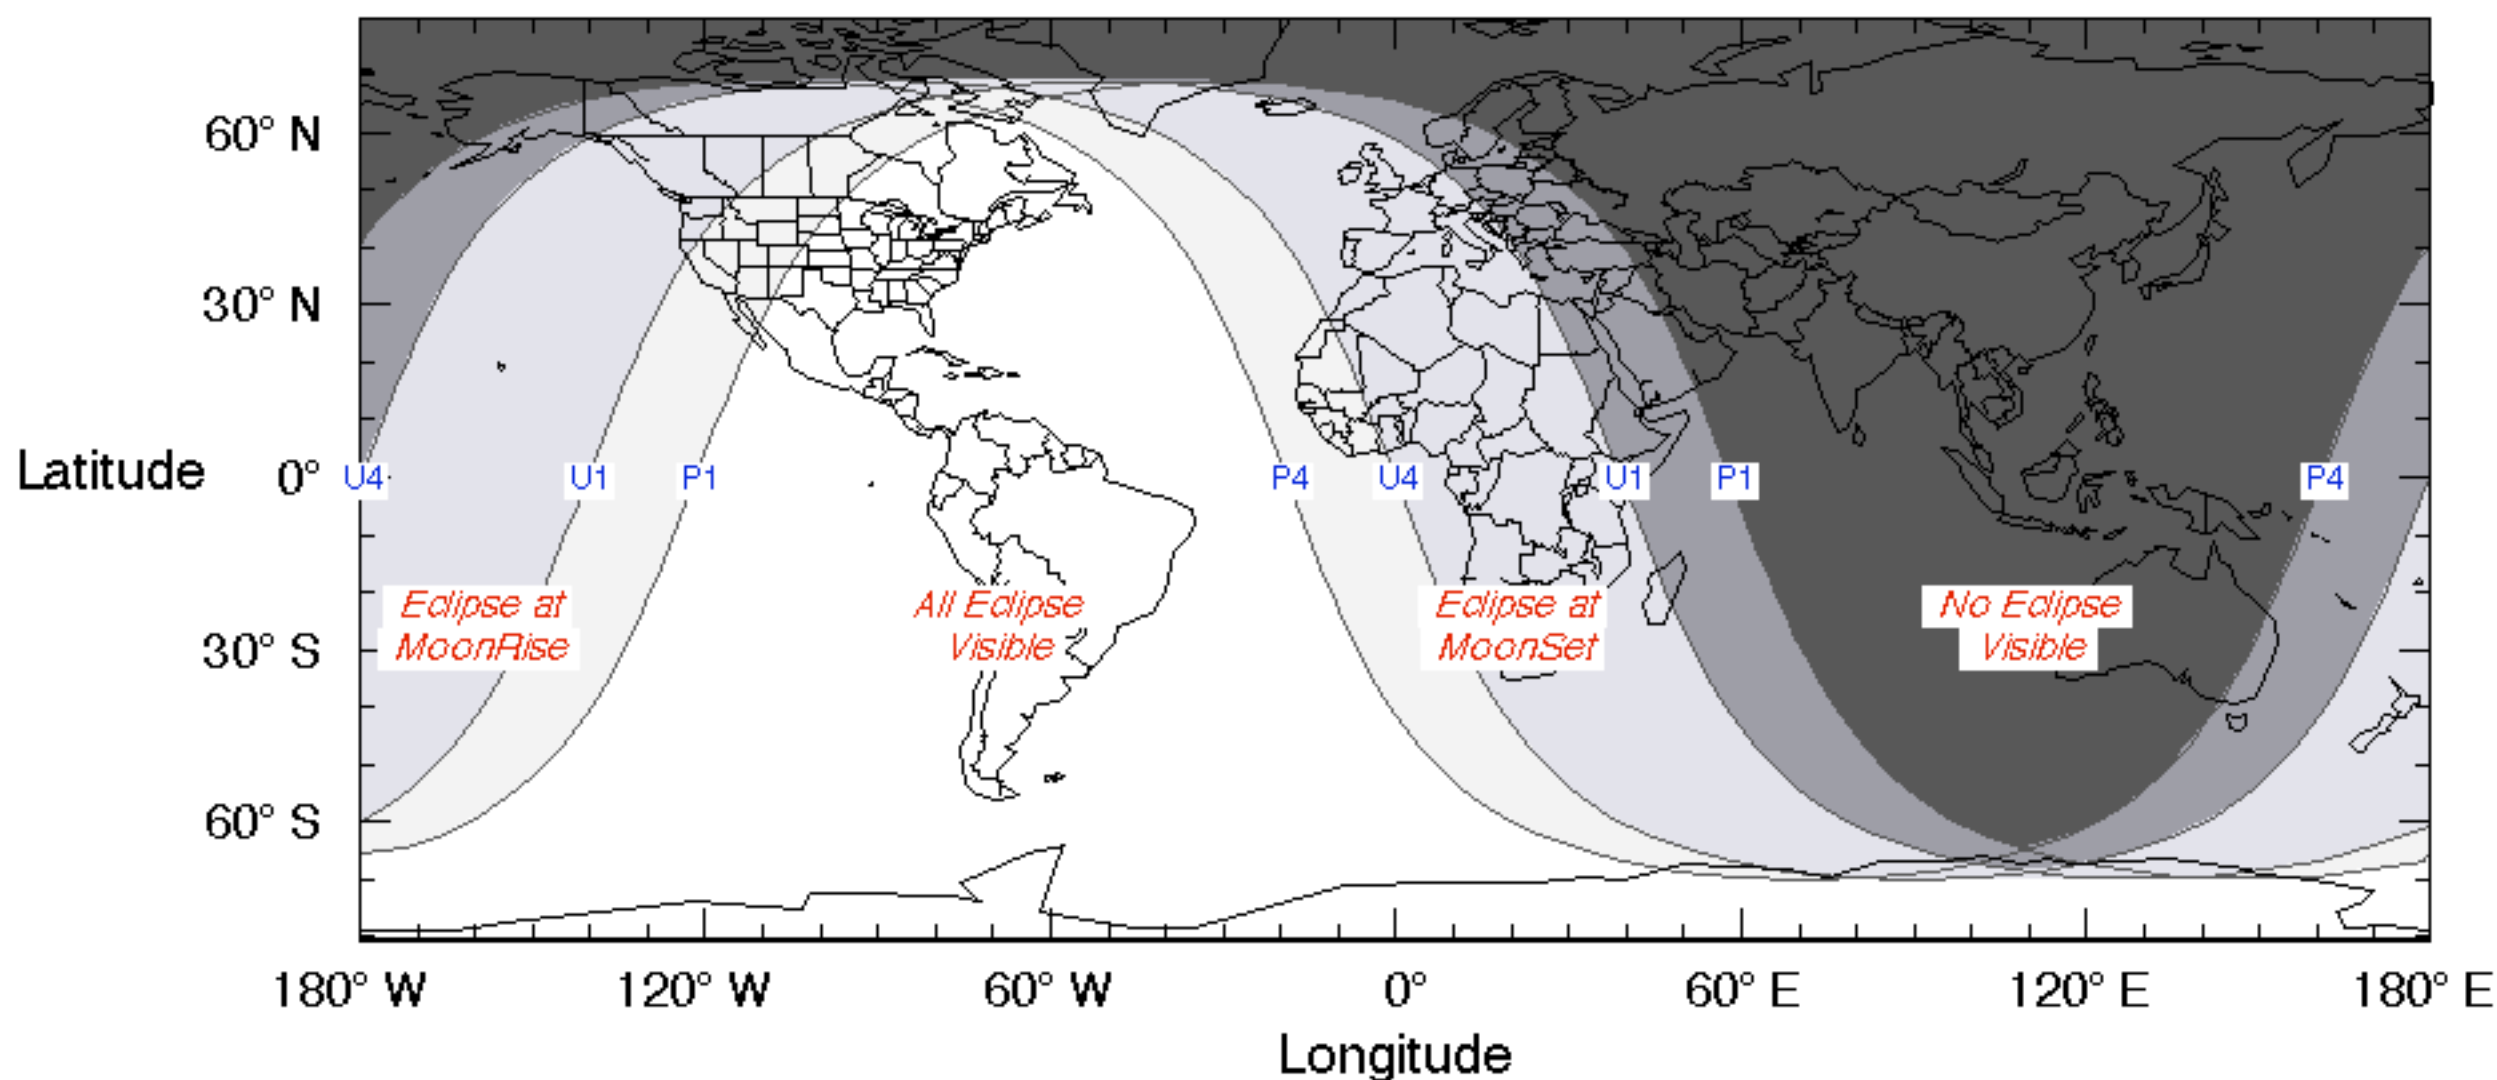 60° N
30° N
Latitude 0°
U4 U1 P1 P4 U4 U1 P1 P4
Eclipse at
MoonRise
All Eclipse
Visible
Eclipse at
MoonSet
No Eclipse
Visible
30° S
60° S
180° W 120° W 60° W 0° 60° E 120° E 180° E
Longitude